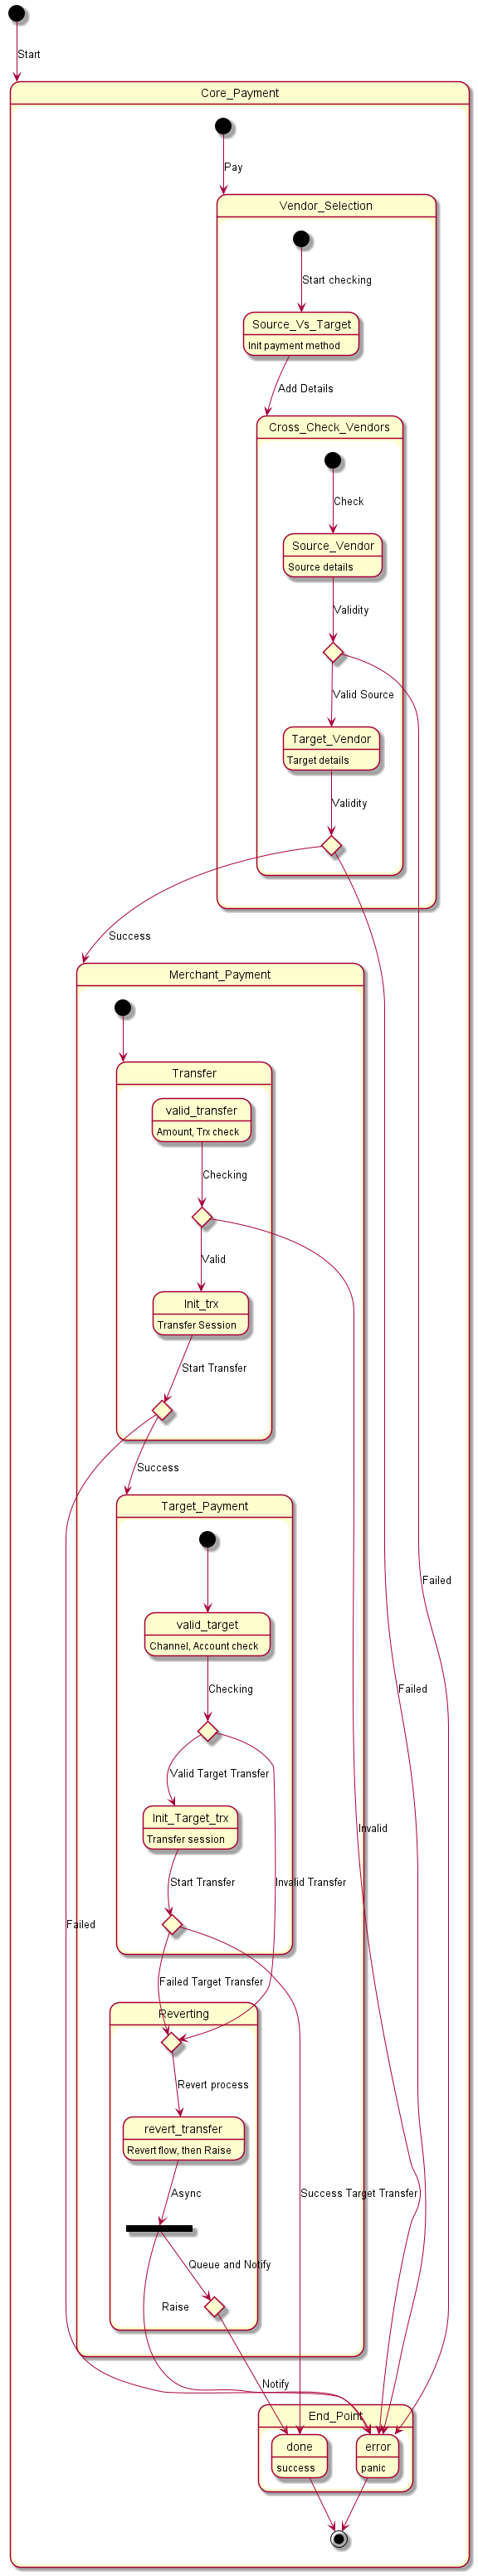 Start
Core_Payment
Pay
Vendor_Selection
Start checking
Source_Vs_Target
Init payment method
Add Details
Cross_Check_Vendors
Check
Source_Vendor
Source details
Validity
Valid Source
Target_Vendor
Target details
Validity
Success
Merchant_Payment
Transfer
valid_transfer
Amount, Trx check
Checking
Valid
Init_trx
Transfer Session
Start Transfer
Success
Target_Payment
Failed
valid_target
Channel, Account check
Checking
Failed
Valid Target Transfer
Init_Target_trx
Invalid
Transfer session
Start Transfer
Invalid Transfer
Failed
Failed Target Transfer
Reverting
Revert process
revert_transfer
Revert flow, then Raise
Async
Success Target Transfer
Queue and Notify
Raise
Notify
End_Point
done
success
error
panic